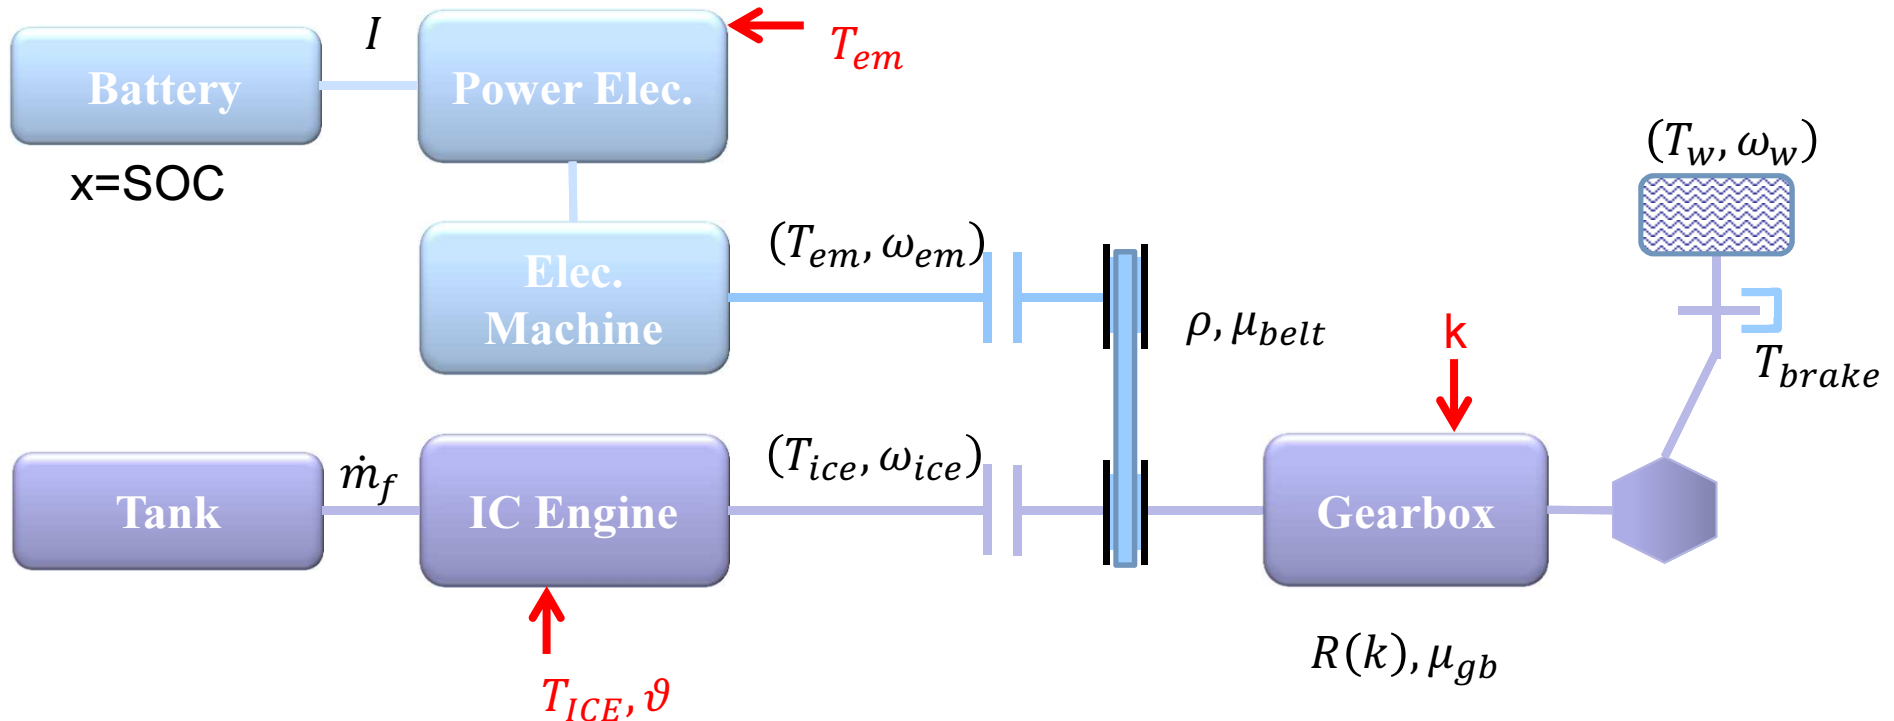 I
T_em
Battery
Power Elec.
x=SOC
(T_w, ω_w)
(T_em, ω_em)
Elec.
Machine
ρ, μ_belt
k
T_brake
(T_ice, ω_ice)
ṁ_f
Tank
IC Engine
Gearbox
R(k), μ_gb
T_ICE, ϑ